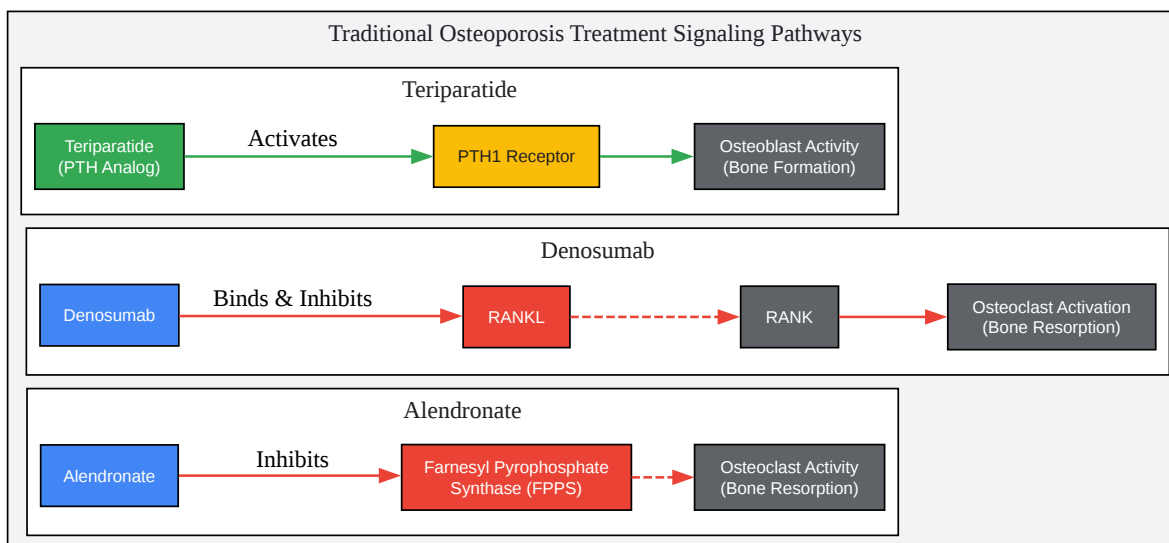 Traditional Osteoporosis Treatment Signaling Pathways
Teriparatide
Teriparatide
(PTH Analog)
Activates
PTH1 Receptor
Osteoblast Activity
(Bone Formation)
Denosumab
Denosumab
Binds & Inhibits
RANKL
RANK
Osteoclast Activation
(Bone Resorption)
Alendronate
Alendronate
Inhibits
Farnesyl Pyrophosphate
Synthase (FPPS)
Osteoclast Activity
(Bone Resorption)